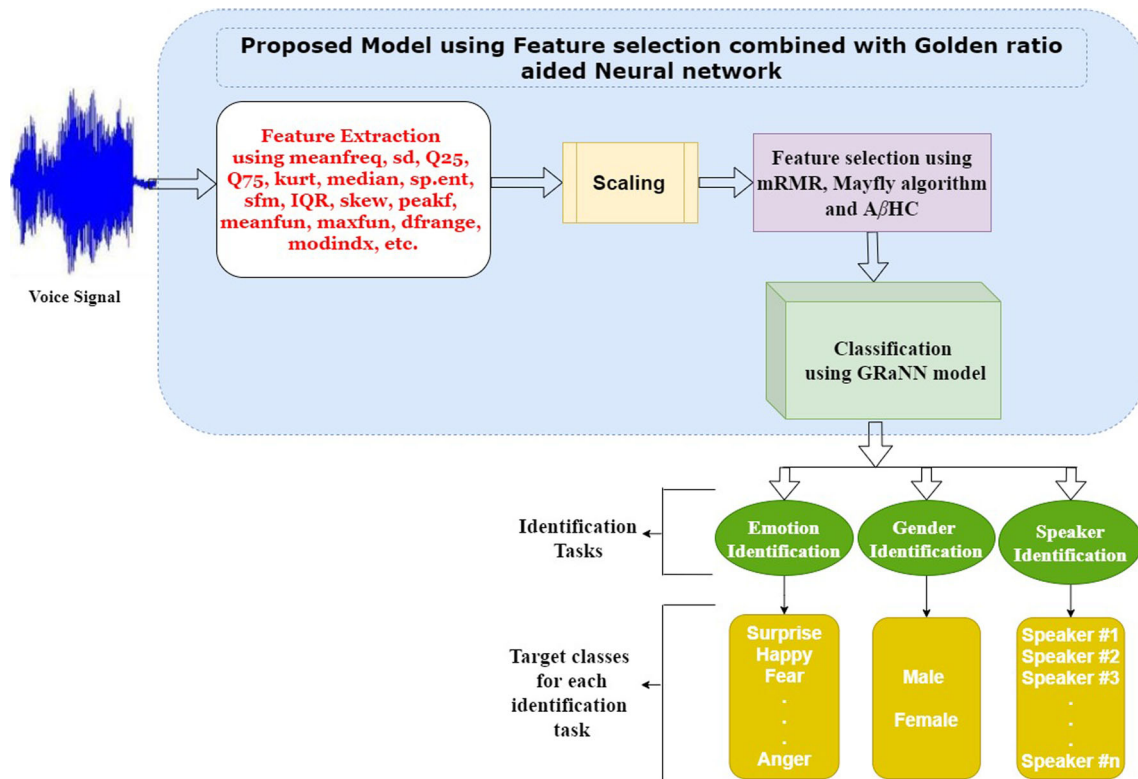 Proposed Model using Feature selection combined with Golden ratio
aided Neural network
Voice Signal
Feature Extraction
using meanfreq, sd, Q25,
Q75, kurt, median, sp.ent,
sfm, IQR, skew, peakf,
meanfun, maxfun, dfrange,
modindx, etc.
Scaling
Feature selection using
mRMR, Mayfly algorithm
and AβHC
Classification
using GRaNN model
Identification
Tasks
Emotion
Identification
Gender
Identification
Speaker
Identification
Target classes
for each
identification
task
Surprise
Happy
Fear
.
.
.
Anger
Male
Female
Speaker #1
Speaker #2
Speaker #3
.
.
.
Speaker #n